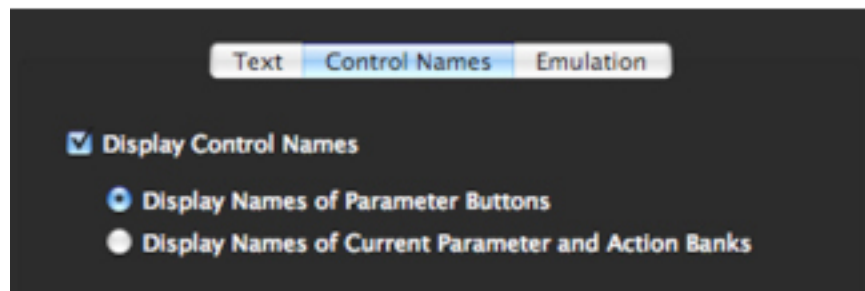 Text Control Names Emulation
Display Control Names
Display Names of Parameter Buttons
Display Names of Current Parameter and Action Banks